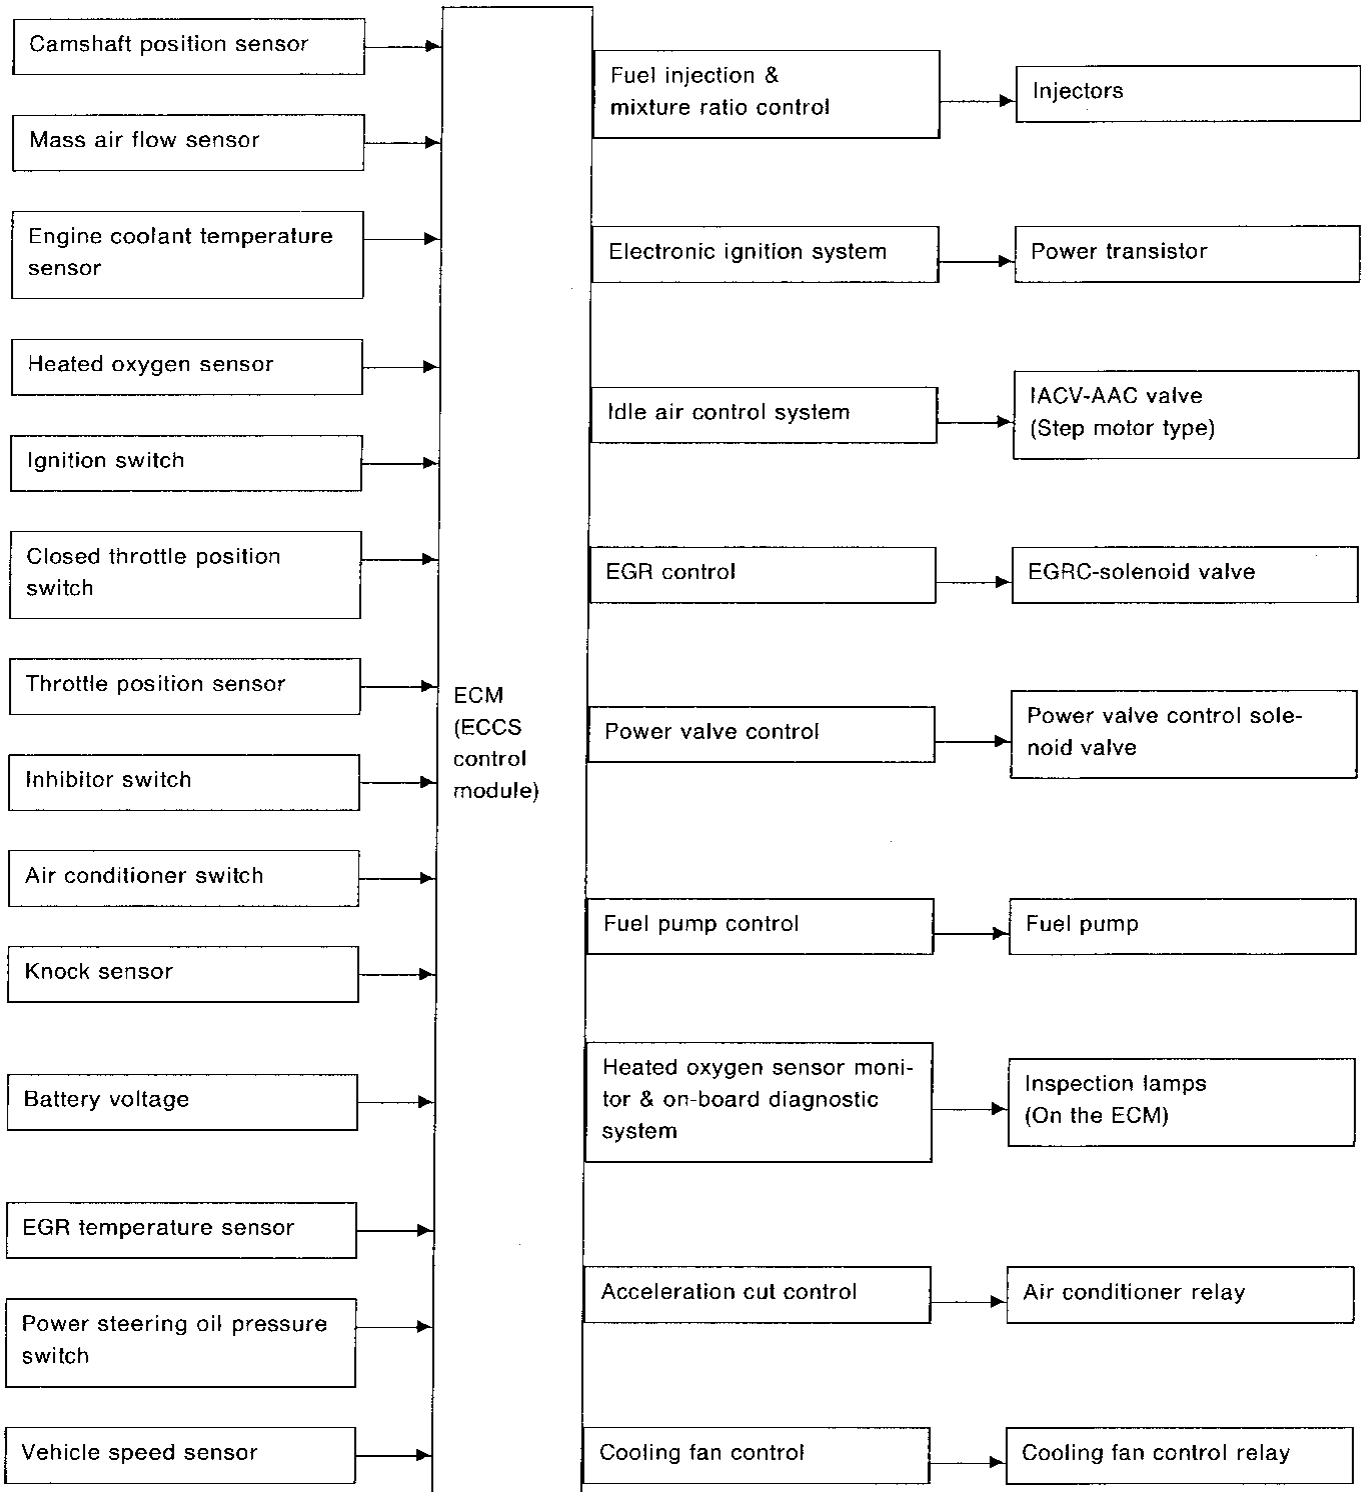 Camshaft position sensor
Mass air flow sensor
Engine coolant temperature
sensor
Heated oxygen sensor
Ignition switch
Closed throttle position
switch
Throttle position sensor
Inhibitor switch
Air conditioner switch
Knock sensor
Battery voltage
EGR temperature sensor
Power steering oil pressure
switch
Vehicle speed sensor
ECM
(ECCS
control
module)
Fuel injection &
mixture ratio control
Injectors
Electronic ignition system
Power transistor
Idle air control system
IACV-AAC valve
(Step motor type)
EGR control
EGRC-solenoid valve
Power valve control
Power valve control sole-
noid valve
Fuel pump control
Fuel pump
Heated oxygen sensor moni-
tor & on-board diagnostic
system
Inspection lamps
(On the ECM)
Acceleration cut control
Air conditioner relay
Cooling fan control
Cooling fan control relay